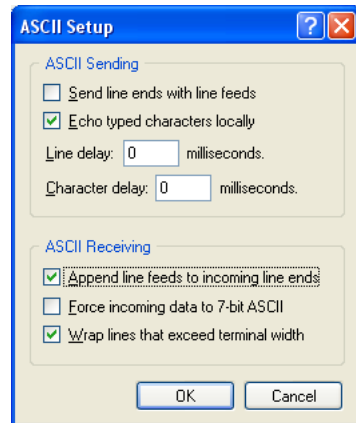 ASCII Setup
ASCII Sending
Send line ends with line feeds
Echo typed characters locally
Line delay: 0 milliseconds.
Character delay: 0 milliseconds.
ASCII Receiving
Append line feeds to incoming line ends
Force incoming data to 7-bit ASCII
Wrap lines that exceed terminal width
OK Cancel